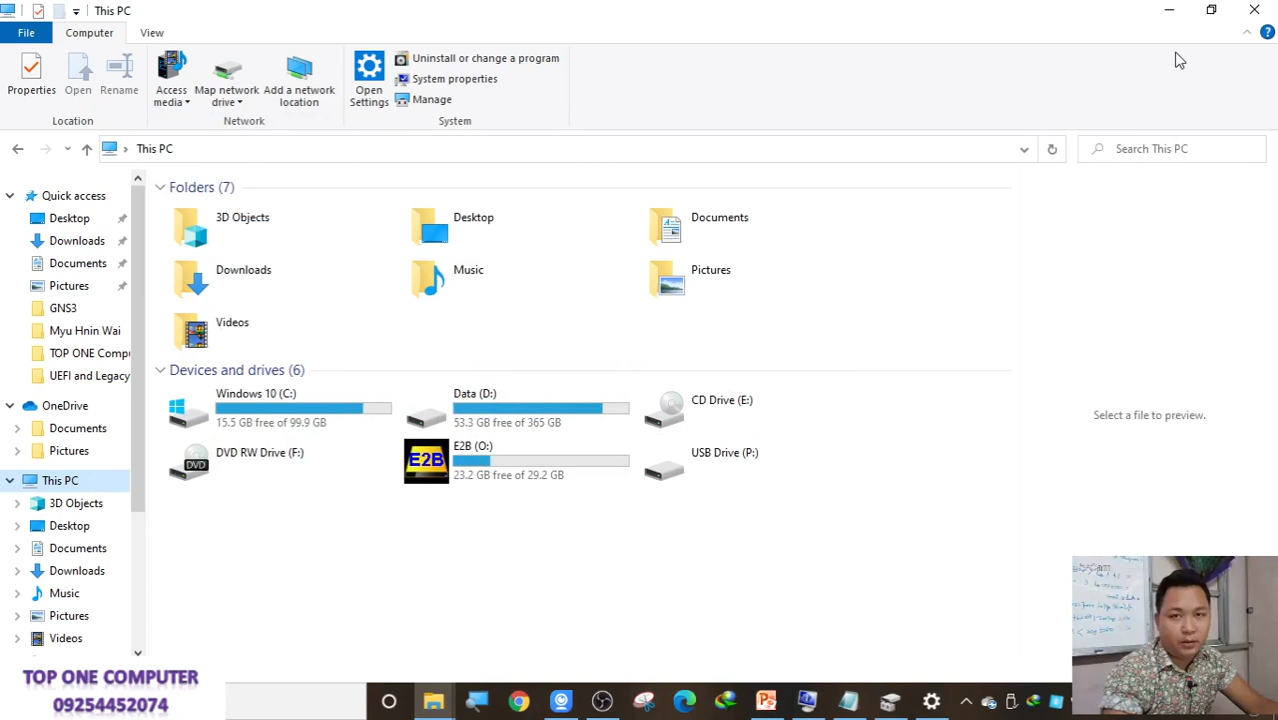 This PC
File
Computer
View
Properties
Open
Rename
Access media
Map network drive
Add a network location
Open Settings
Uninstall or change a program
System properties
Manage
Location
Network
System
This PC
Search This PC
Quick access
Desktop
Downloads
Documents
Pictures
GNS3
Myu Hnin Wai
TOP ONE Compu
UEFI and Legacy
OneDrive
Documents
Pictures
This PC
3D Objects
Desktop
Documents
Downloads
Music
Pictures
Videos
Folders (7)
3D Objects
Desktop
Documents
Downloads
Music
Pictures
Videos
Devices and drives (6)
Windows 10 (C:)
15.5 GB free of 99.9 GB
Data (D:)
53.3 GB free of 365 GB
CD Drive (E:)
DVD RW Drive (F:)
DVD
E2B
E2B (O:)
23.2 GB free of 29.2 GB
USB Drive (P:)
Select a file to preview.
TOP ONE COMPUTER
09254452074